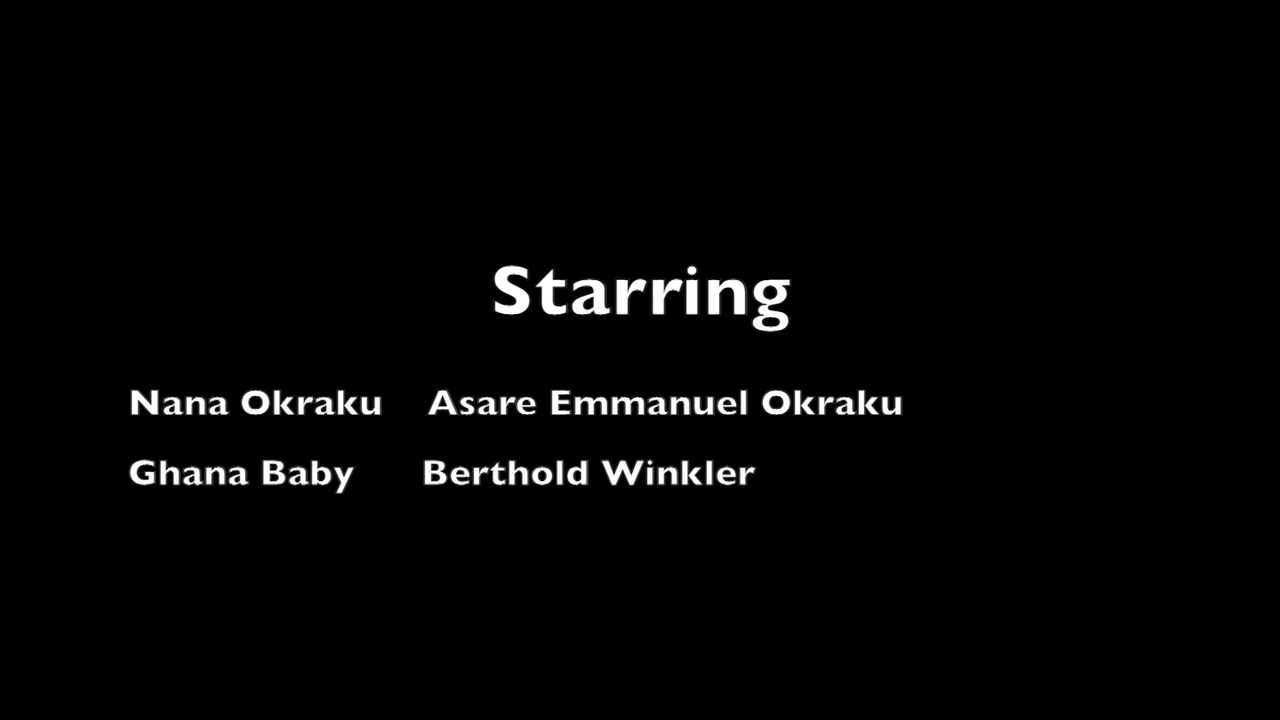 Starring
Nana Okraku Asare Emmanuel Okraku
Ghana Baby Berthold Winkler